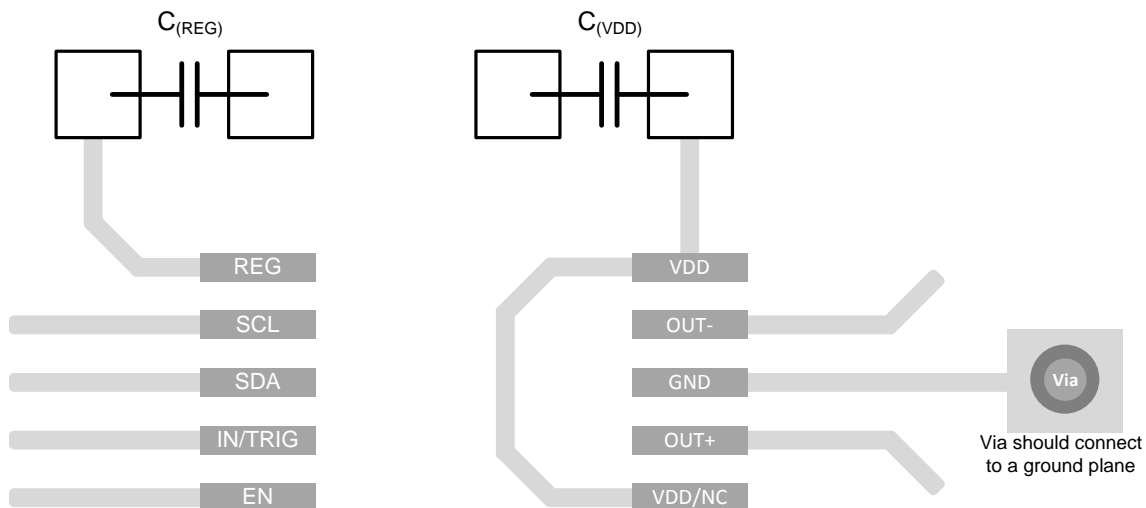 C(REG)
C(VDD)
REG
VDD
SCL
OUT-
SDA
GND
Via
IN/TRIG
OUT+
Via should connect
to a ground plane
EN
VDD/NC